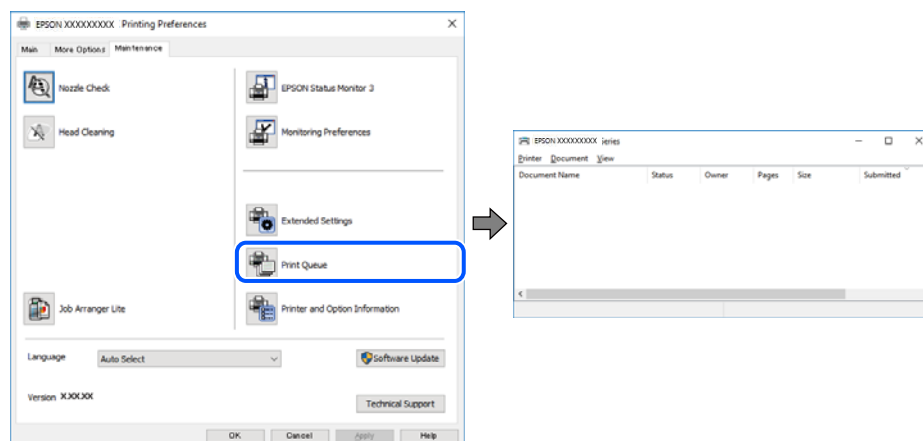 EPSON XXXXXXXXX Printing Preferences
Main More Options Maintenance
Nozzle Check
EPSON Status Monitor 3
Head Cleaning
Monitoring Preferences
Extended Settings
Print Queue
Job Arranger Lite
Printer and Option Information
Language Auto Select
Software Update
Version X.XX.XX
Technical Support
OK Cancel Apply Help
EPSON XXXXXXXXX Series
Printer Document View
Document Name Status Owner Pages Size Submitted